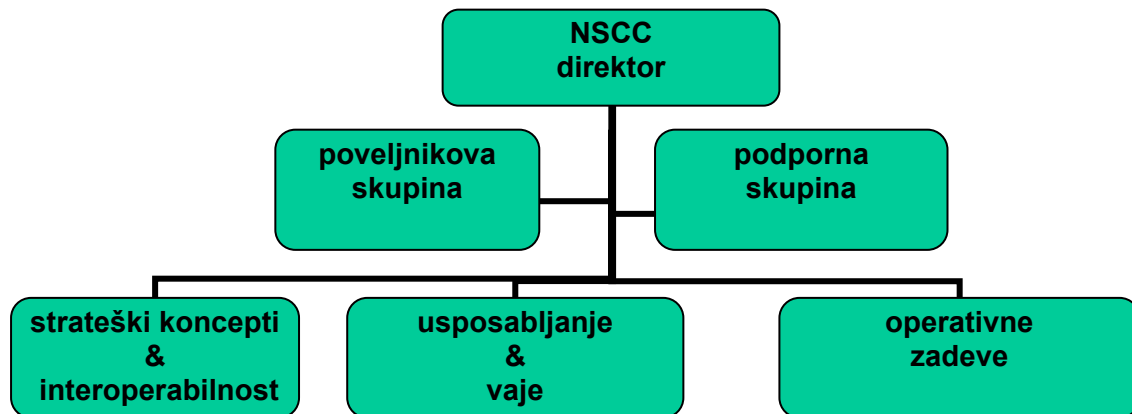 NSCC
direktor
poveljnikova
skupina
podporna
skupina
strateški koncepti
&
interoperabilnost
usposabljanje
&
vaje
operativne
zadeve